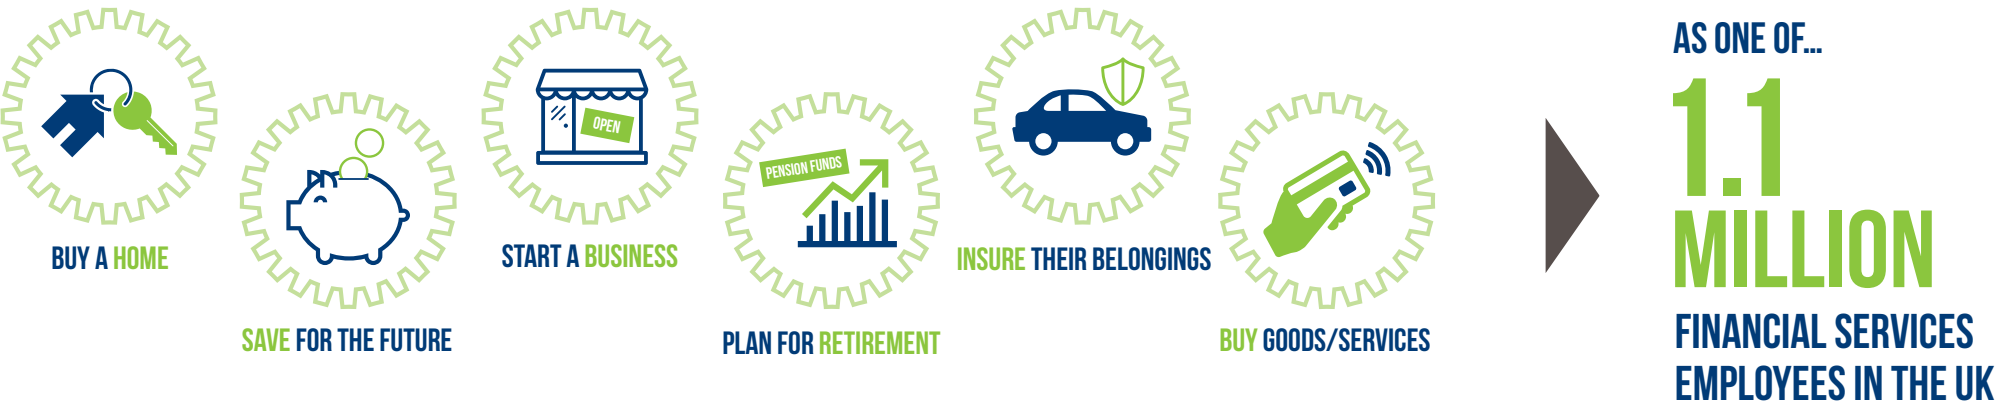 BUY A HOME
SAVE FOR THE FUTURE
OPEN
START A BUSINESS
PENSION FUNDS
PLAN FOR RETIREMENT
INSURE THEIR BELONGINGS
BUY GOODS/SERVICES
AS ONE OF...
1.1
MILLION
FINANCIAL SERVICES
EMPLOYEES IN THE UK